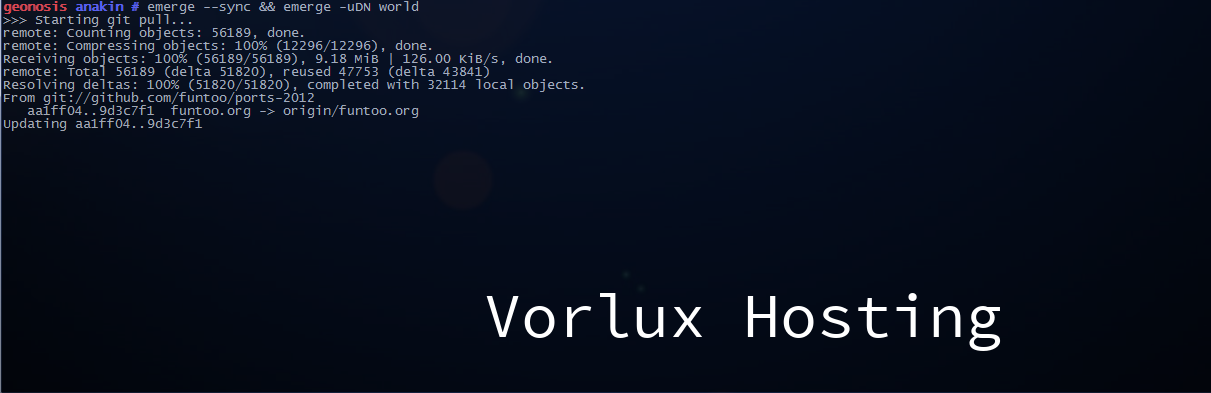 geonosis anakin # emerge --sync && emerge -uDN world
>>> Starting git pull...
remote: Counting objects: 56189, done.
remote: Compressing objects: 100% (12296/12296), done.
Receiving objects: 100% (56189/56189), 9.18 MiB | 126.00 KiB/s, done.
remote: Total 56189 (delta 51820), reused 47753 (delta 43841)
Resolving deltas: 100% (51820/51820), completed with 32114 local objects.
From git://github.com/funtoo/ports-2012
   aa1ff04..9d3c7f1  funtoo.org -> origin/funtoo.org
Updating aa1ff04..9d3c7f1
Vorlux Hosting